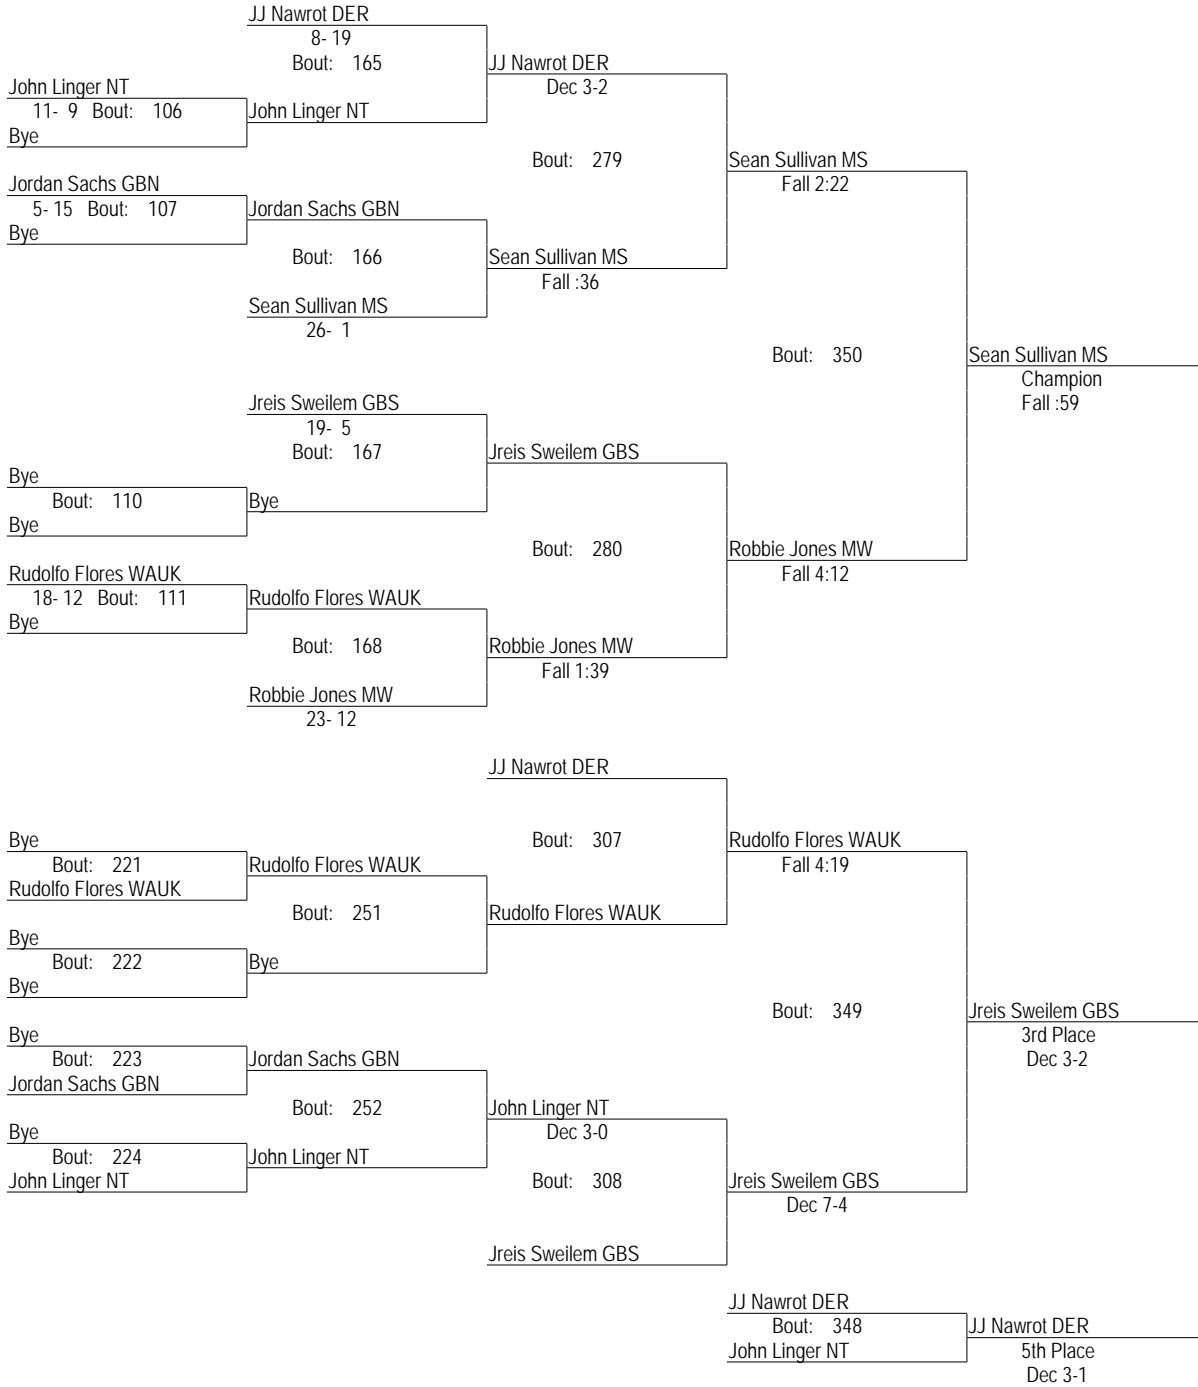 JJ Nawrot DER
8- 19
Bout: 165
JJ Nawrot DER
Dec 3-2
John Linger NT
11- 9 Bout: 106
John Linger NT
Bye
Bout: 279
Sean Sullivan MS
Fall 2:22
Jordan Sachs GBN
5- 15 Bout: 107
Jordan Sachs GBN
Bye
Bout: 166
Sean Sullivan MS
Fall :36
Sean Sullivan MS
26- 1
Bout: 350
Sean Sullivan MS
Champion
Fall :59
Jreis Sweilem GBS
19- 5
Bout: 167
Jreis Sweilem GBS
Bye
Bout: 110
Bye
Bye
Bout: 280
Robbie Jones MW
Fall 4:12
Rudolfo Flores WAUK
18- 12 Bout: 111
Rudolfo Flores WAUK
Bye
Bout: 168
Robbie Jones MW
Fall 1:39
Robbie Jones MW
23- 12
JJ Nawrot DER
Bout: 307
Rudolfo Flores WAUK
Fall 4:19
Bye
Bout: 221
Rudolfo Flores WAUK
Rudolfo Flores WAUK
Bout: 251
Rudolfo Flores WAUK
Bye
Bout: 222
Bye
Bye
Bout: 349
Jreis Sweilem GBS
3rd Place
Dec 3-2
Bye
Bout: 223
Jordan Sachs GBN
Jordan Sachs GBN
Bout: 252
John Linger NT
Dec 3-0
Bye
Bout: 224
John Linger NT
John Linger NT
Bout: 308
Jreis Sweilem GBS
Dec 7-4
Jreis Sweilem GBS
JJ Nawrot DER
Bout: 348
JJ Nawrot DER
John Linger NT
5th Place
Dec 3-1